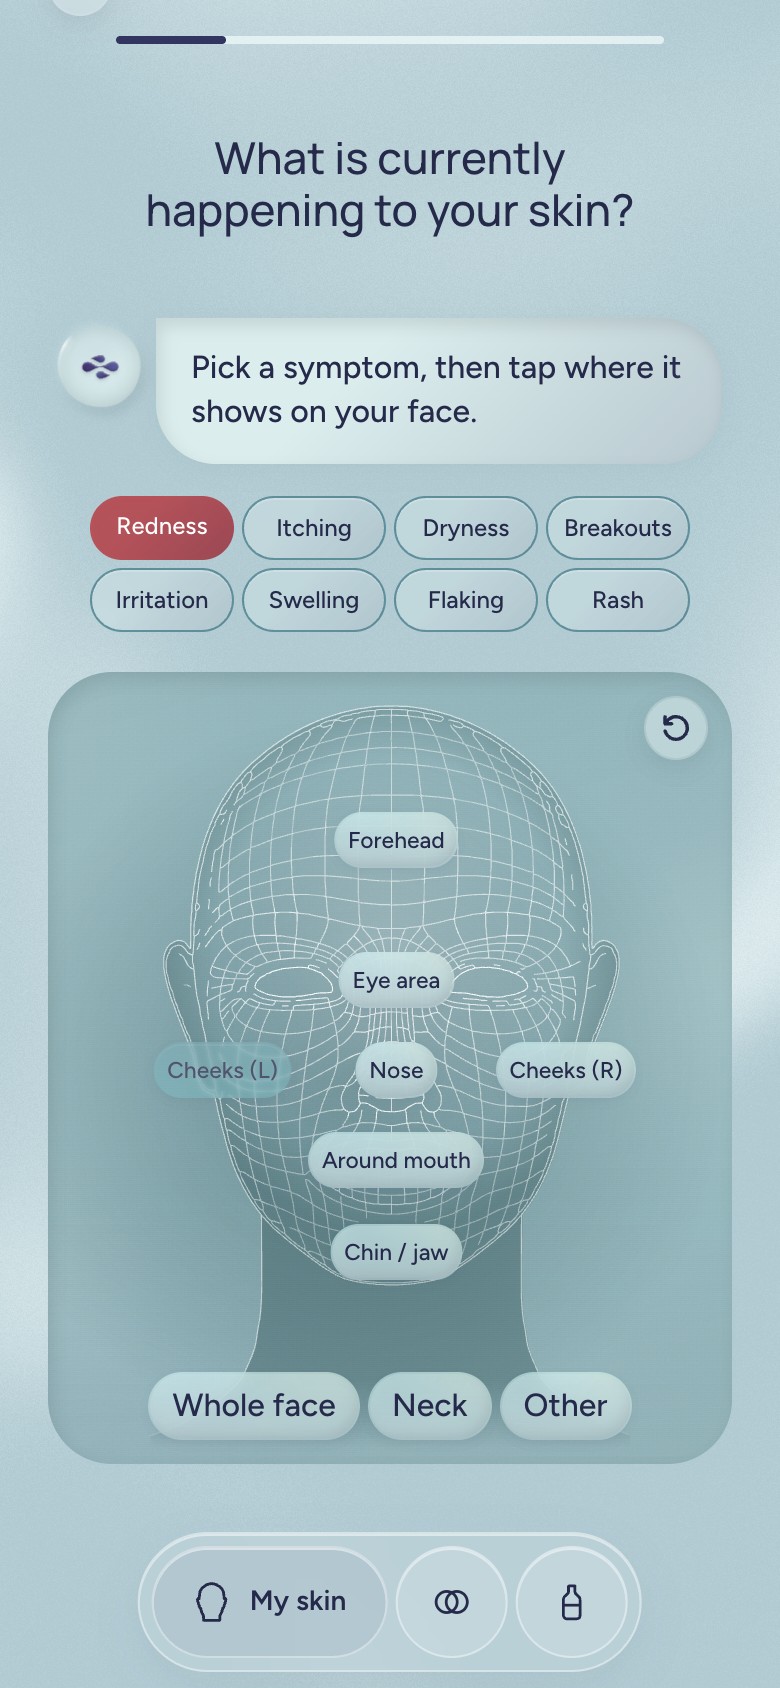 What is currently
happening to your skin?
Pick a symptom, then tap where it
shows on your face.
Redness Itching Dryness Breakouts
Irritation Swelling Flaking Rash
Forehead
Eye area
Cheeks (L) Nose Cheeks (R)
Around mouth
Chin / jaw
Whole face Neck Other
My skin